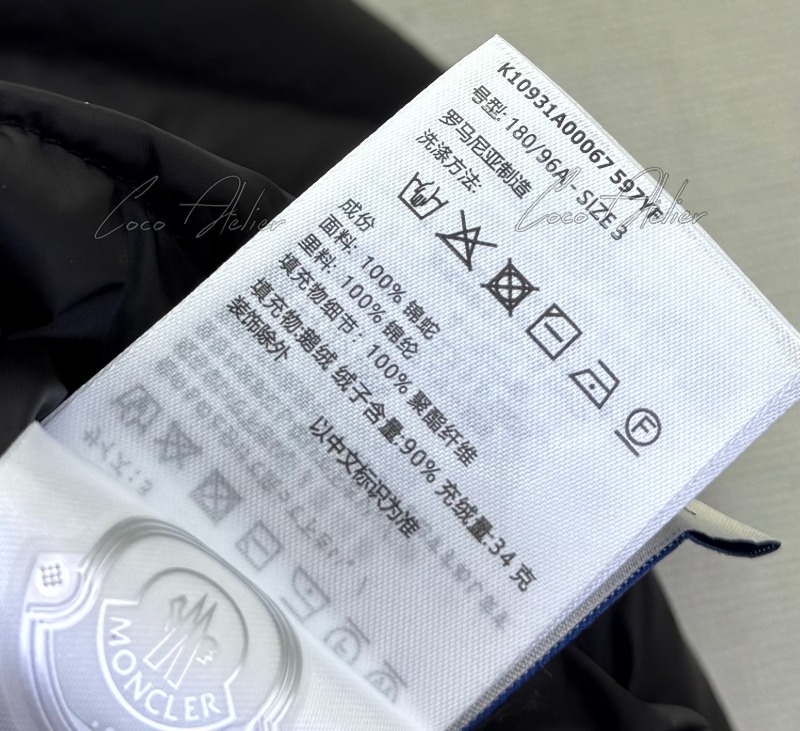 K10931A00067 597YF
号型: 180/96A - SIZE 3
罗马尼亚制造
洗涤方法:
F
成份
面料: 100% 锦蛇
里料: 100% 锦纶
填充物细节: 100% 聚酯纤维
填充物:鹅绒 绒子含量:90% 充绒量:34 克
装饰除外
以中文标识为准
MONCLER
Coco Atelier
Coco Atelier